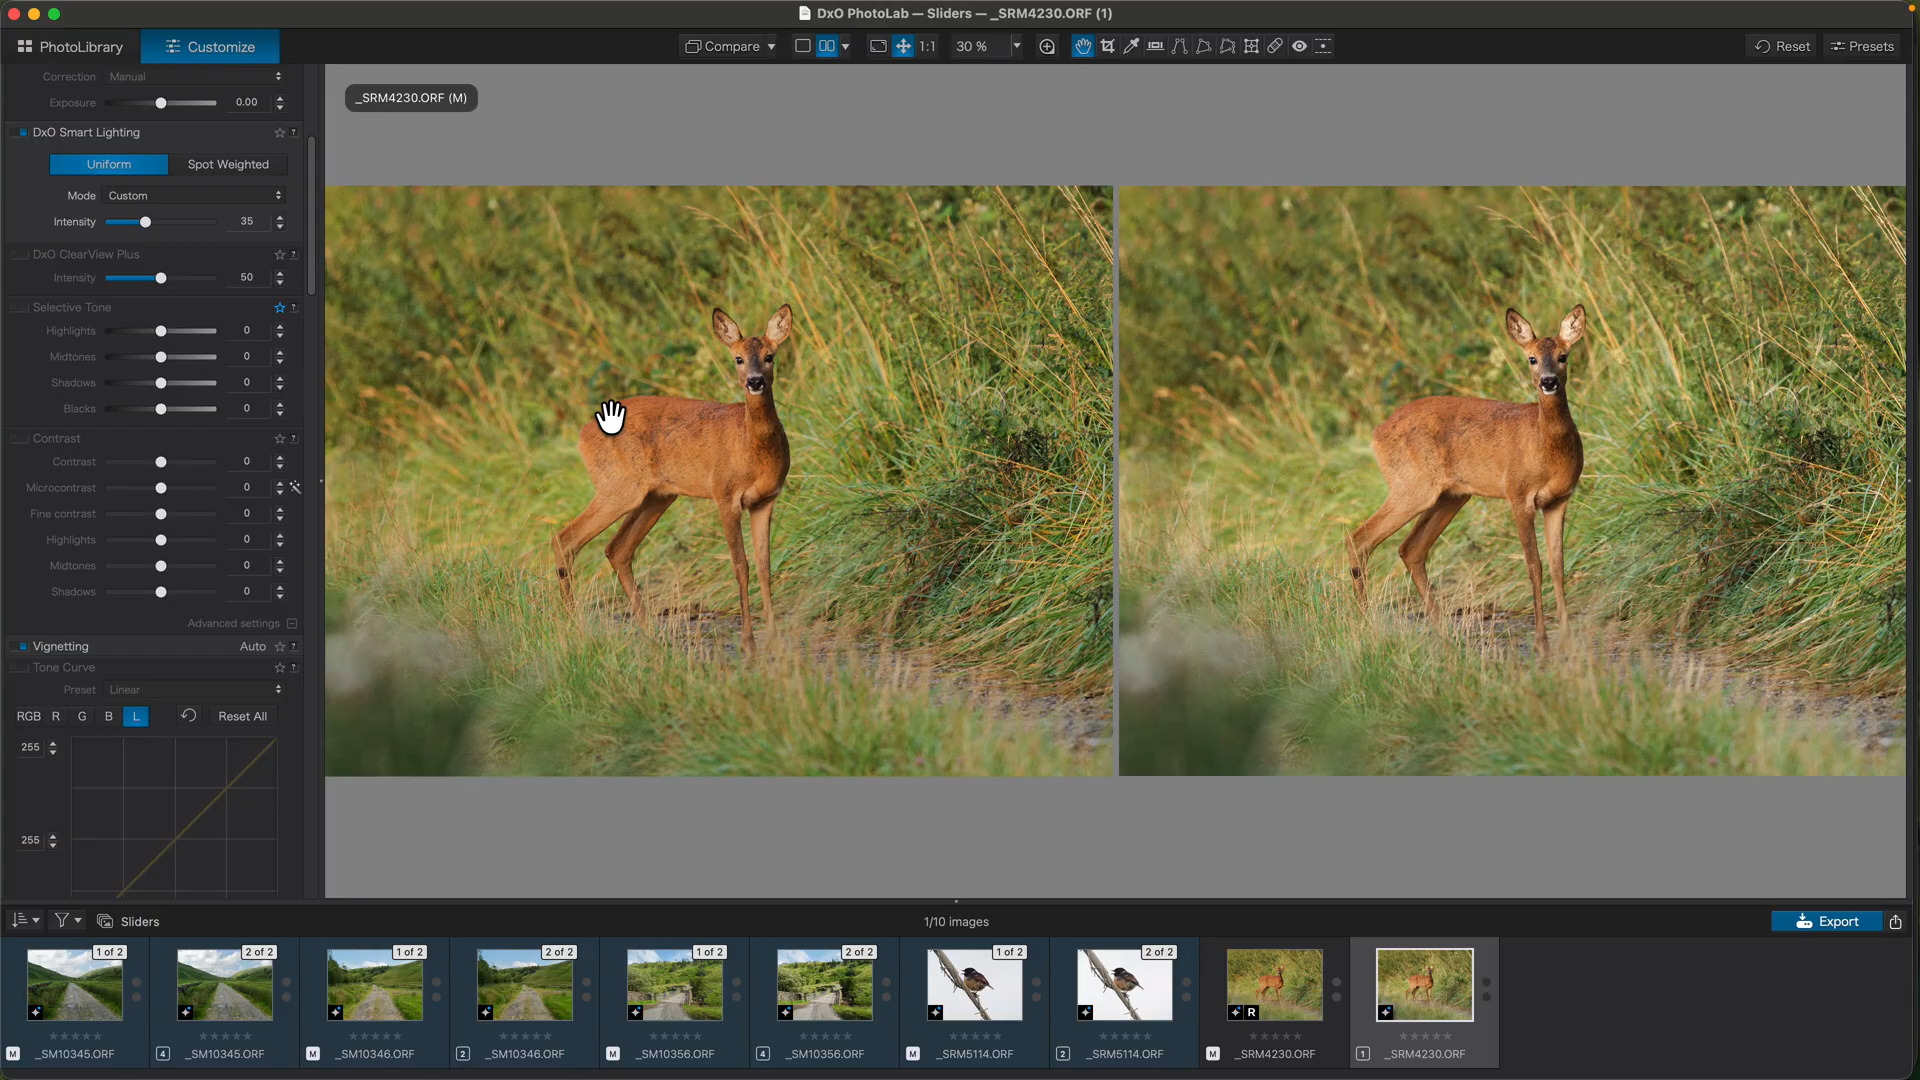 DxO PhotoLab — Sliders — _SRM4230.ORF (1)
PhotoLibrary
Customize
Compare
1:1
30 %
Reset
Presets
Correction Manual
Exposure 0.00
_SRM4230.ORF (M)
DxO Smart Lighting ?
Uniform Spot Weighted
Mode Custom
Intensity 35
DxO ClearView Plus ?
Intensity 50
Selective Tone ?
Highlights 0
Midtones 0
Shadows 0
Blacks 0
Contrast ?
Contrast 0
Microcontrast 0
Fine contrast 0
Highlights 0
Midtones 0
Shadows 0
Advanced settings
Vignetting Auto ?
Tone Curve ?
Preset Linear
RGB R G B L Reset All
255
255
Sliders
1/10 images
Export
1 of 2 2 of 2 1 of 2 2 of 2 1 of 2 2 of 2 1 of 2 2 of 2
R
M _SM10345.ORF
4 _SM10345.ORF
M _SM10346.ORF
2 _SM10346.ORF
M _SM10356.ORF
4 _SM10356.ORF
M _SRM5114.ORF
2 _SRM5114.ORF
M _SRM4230.ORF
1 _SRM4230.ORF